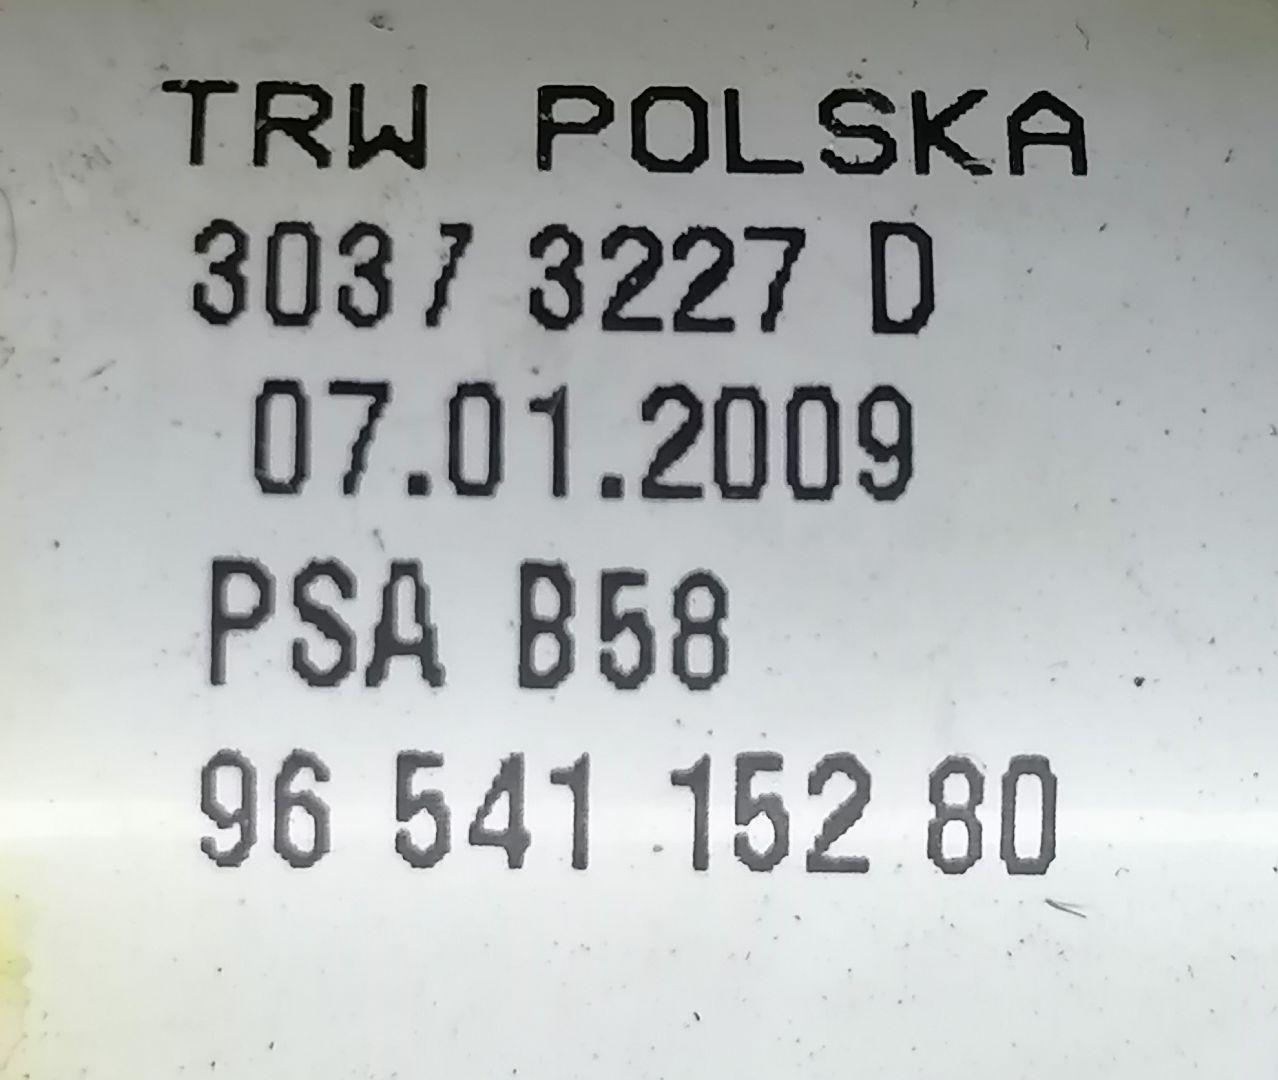 TRW POLSKA
3037 3227 D
07.01.2009
PSA B58
96 541 152 80